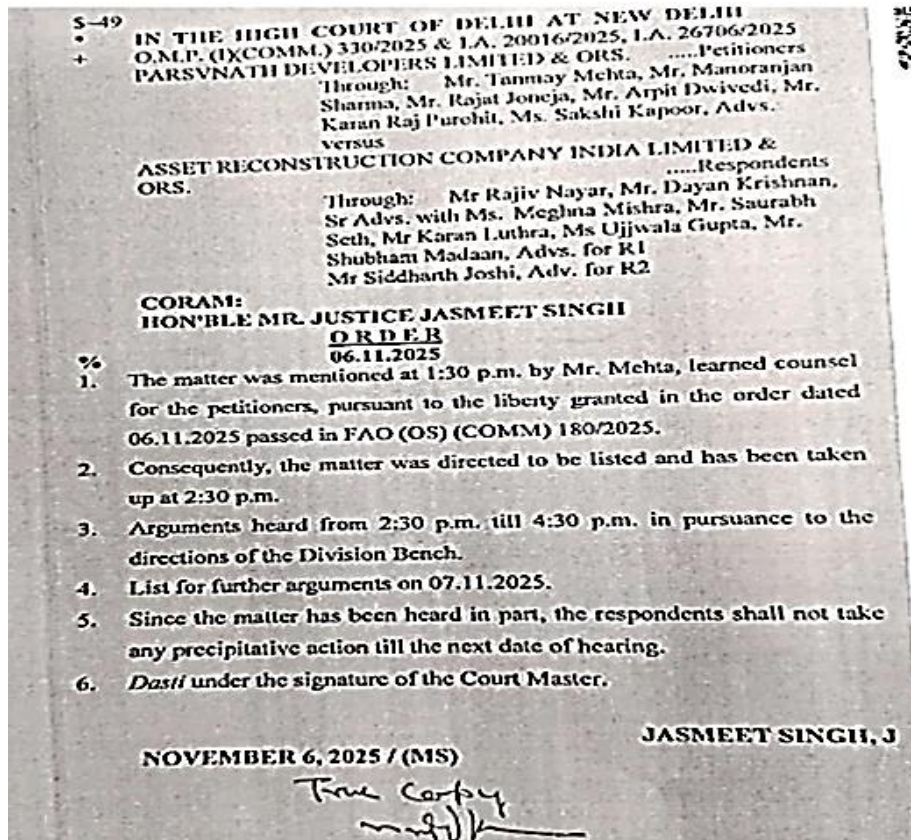 S-49
* IN THE HIGH COURT OF DELHI AT NEW DELHI
+ O.M.P. (I)(COMM.) 330/2025 & I.A. 20016/2025, I.A. 26706/2025
PARSVNATH DEVELOPERS LIMITED & ORS. .....Petitioners
Through: Mr. Tanmay Mehta, Mr. Manoranjan
Sharma, Mr. Rajat Joneja, Mr. Arpit Dwivedi, Mr.
Karan Raj Purohit, Ms. Sakshi Kapoor, Advs.
versus
ASSET RECONSTRUCTION COMPANY INDIA LIMITED &
ORS. .....Respondents
Through: Mr Rajiv Nayar, Mr. Dayan Krishnan,
Sr Advs. with Ms. Meghna Mishra, Mr. Saurabh
Seth, Mr Karan Luthra, Ms Ujjwala Gupta, Mr.
Shubham Madaan, Advs. for R1
Mr Siddharth Joshi, Adv. for R2
CORAM:
HON'BLE MR. JUSTICE JASMEET SINGH
O R D E R
% 06.11.2025
1. The matter was mentioned at 1:30 p.m. by Mr. Mehta, learned counsel
for the petitioners, pursuant to the liberty granted in the order dated
06.11.2025 passed in FAO (OS) (COMM) 180/2025.
2. Consequently, the matter was directed to be listed and has been taken
up at 2:30 p.m.
3. Arguments heard from 2:30 p.m. till 4:30 p.m. in pursuance to the
directions of the Division Bench.
4. List for further arguments on 07.11.2025.
5. Since the matter has been heard in part, the respondents shall not take
any precipitative action till the next date of hearing.
6. Dasti under the signature of the Court Master.
JASMEET SINGH, J
NOVEMBER 6, 2025 / (MS)
True Copy